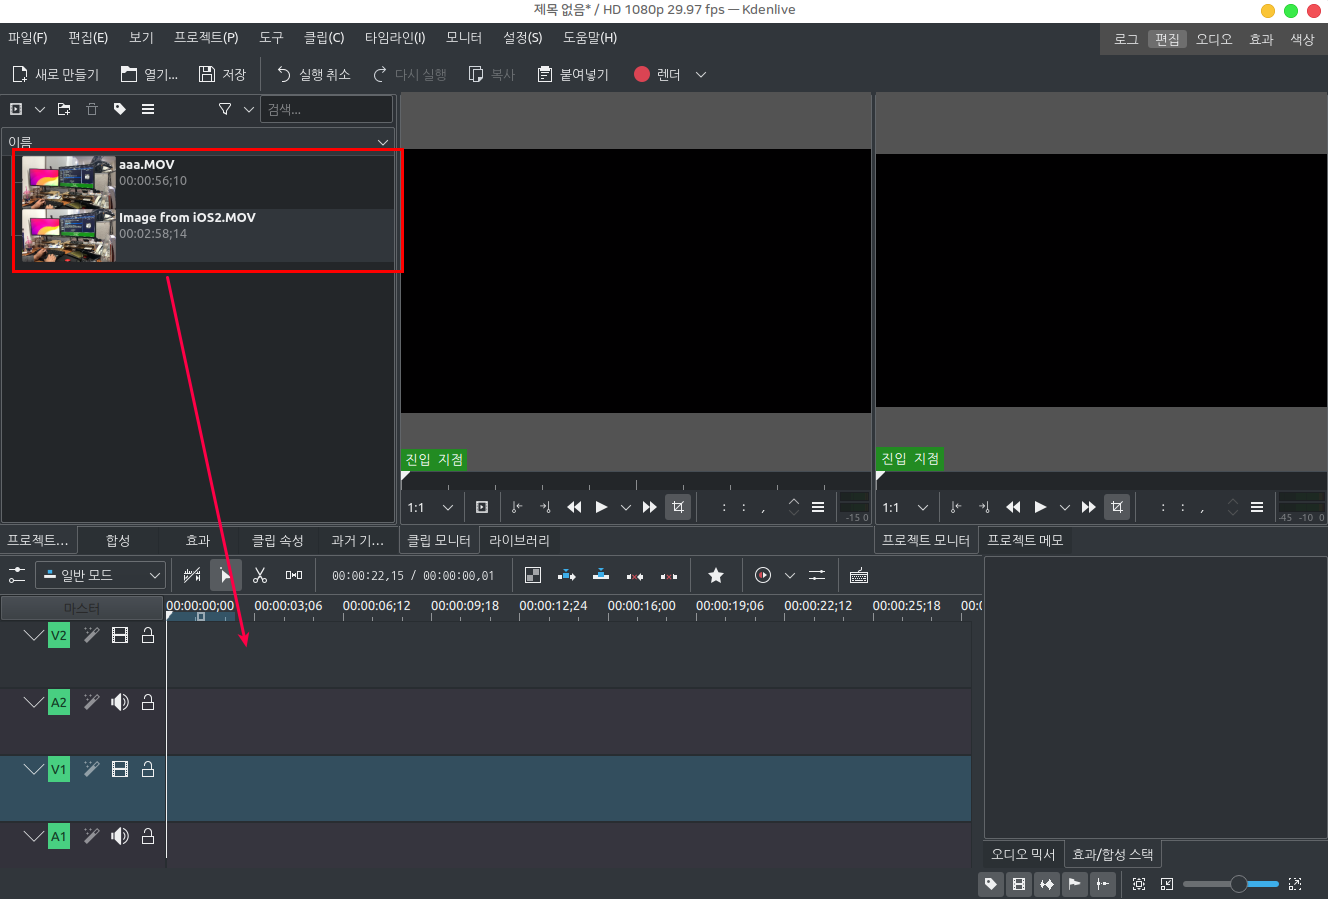 제목 없음* / HD 1080p 29.97 fps — Kdenlive
파일(F) 편집(E) 보기 프로젝트(P) 도구 클립(C) 타임라인(I) 모니터 설정(S) 도움말(H)
로그 편집 오디오 효과 색상
새로 만들기 열기... 저장 실행 취소 다시 실행 복사 붙여넣기 렌더
검색...
이름
aaa.MOV
00:00:56;10
Image from iOS2.MOV
00:02:58;14
진입 지점
진입 지점
1:1 : : , -15 0
1:1 : : , -45 -10 0
프로젝트... 합성 효과 클립 속성 과거 기... 클립 모니터 라이브러리 프로젝트 모니터 프로젝트 메모
일반 모드 00:00:22,15 / 00:00:00,01
마스터 00:00:00;00 00:00:03;06 00:00:06;12 00:00:09;18 00:00:12;24 00:00:16;00 00:00:19;06 00:00:22;12 00:00:25;18 00:0
V2
A2
V1
A1
오디오 믹서 효과/합성 스택